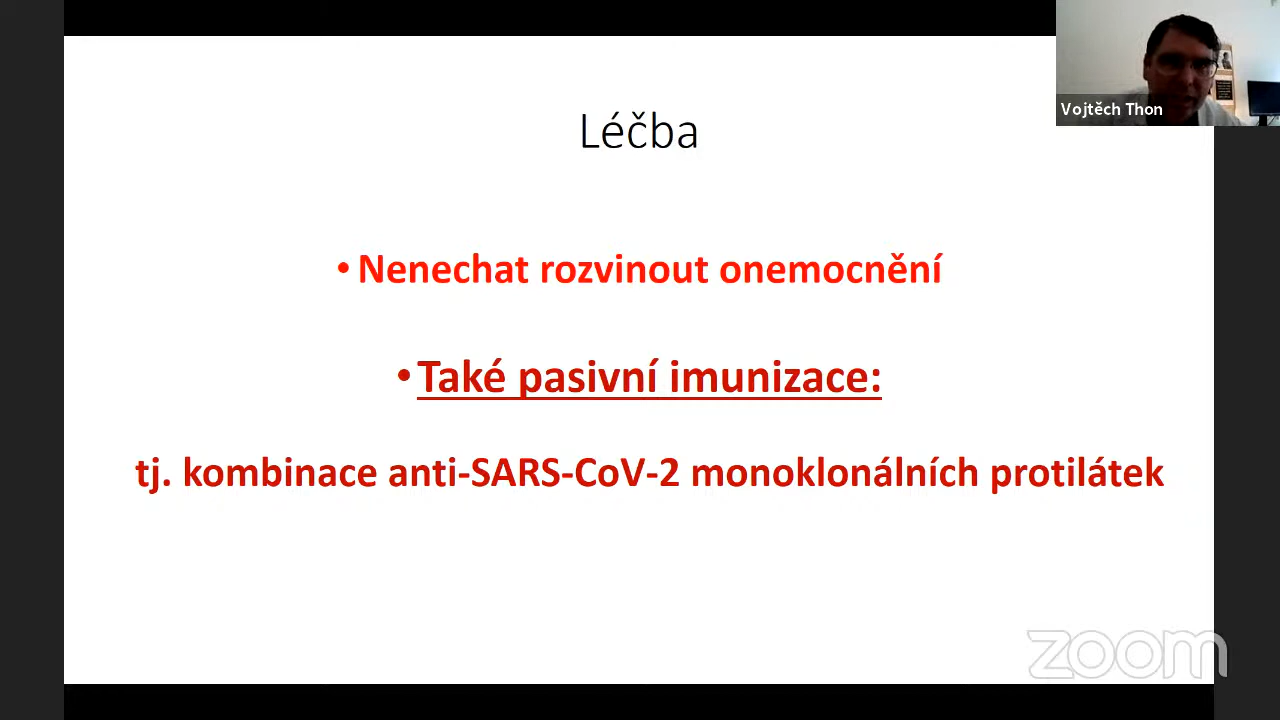 Vojtěch Thon
Léčba
• Nenechat rozvinout onemocnění
• Také pasivní imunizace:
tj. kombinace anti-SARS-CoV-2 monoklonálních protilátek
zoom